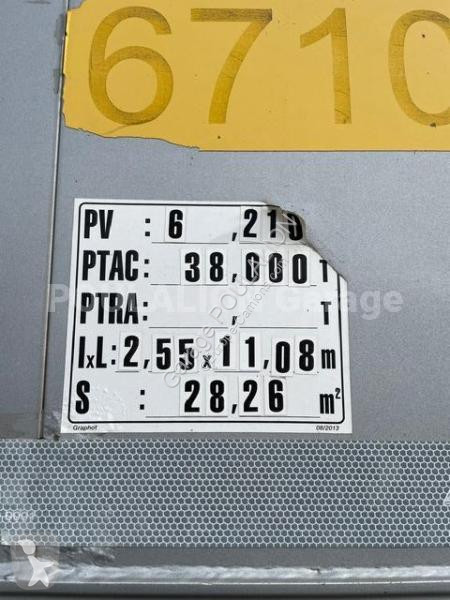 6710
PV : 6 ,210
PTAC: 38,000 T
PTRA: , T
IxL: 2,55 x 11,08 m
S : 28,26 m²
Graphot 08/2013
0001